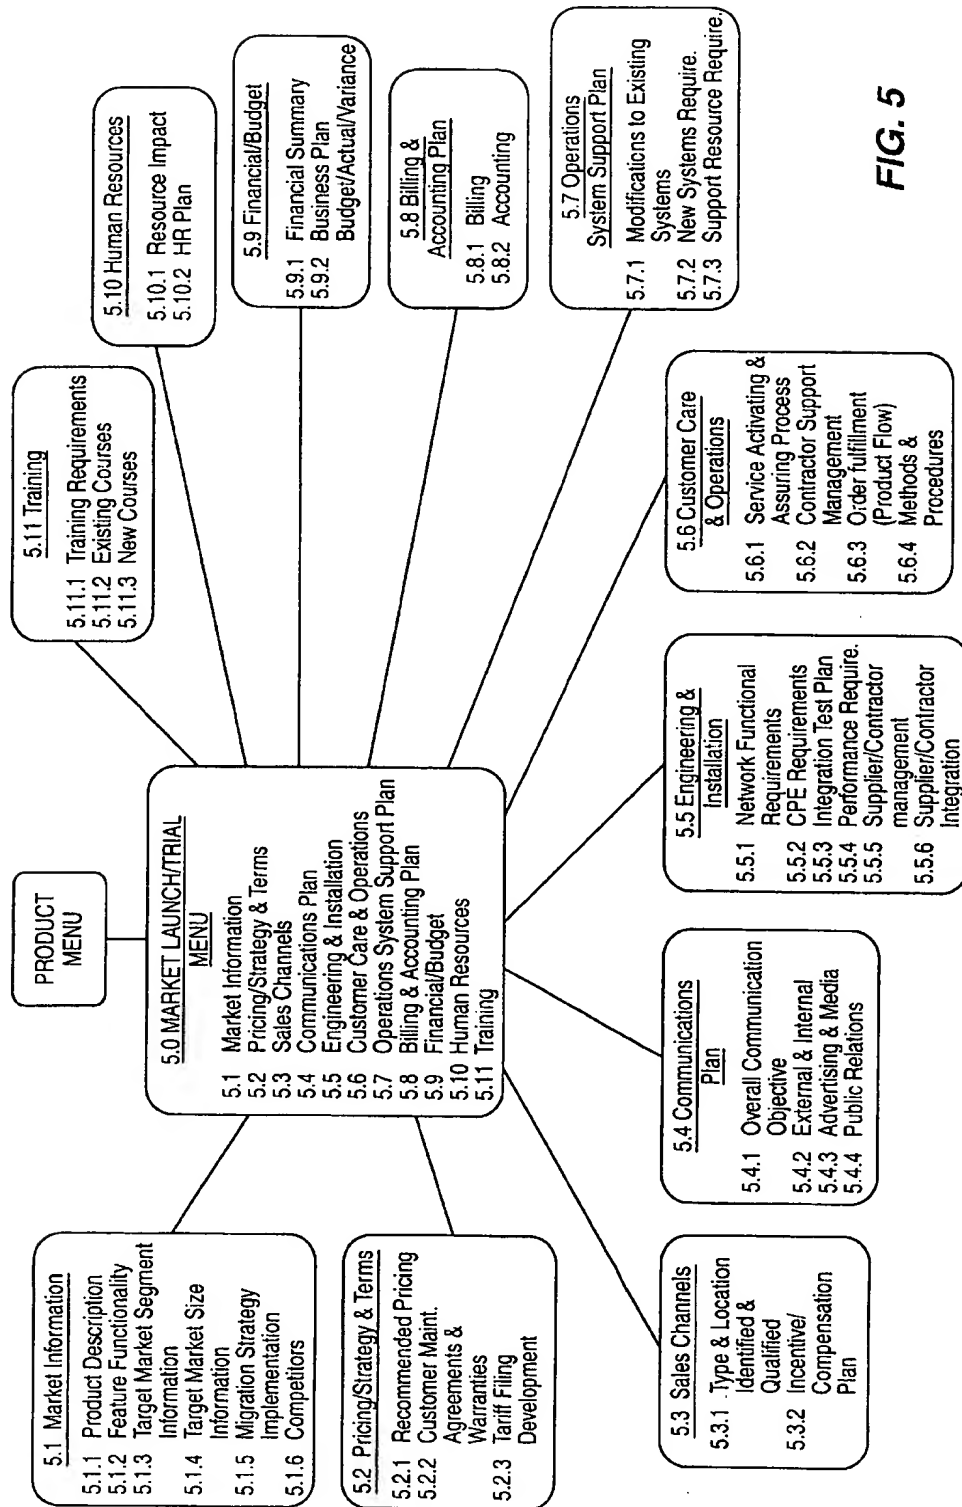 PRODUCT
MENU
5.0 MARKET LAUNCH/TRIAL
MENU
5.1 Market Information
5.2 Pricing/Strategy & Terms
5.3 Sales Channels
5.4 Communications Plan
5.5 Engineering & Installation
5.6 Customer Care & Operations
5.7 Operations System Support Plan
5.8 Billing & Accounting Plan
5.9 Financial/Budget
5.10 Human Resources
5.11 Training
5.1 Market Information
5.1.1 Product Description
5.1.2 Feature Functionality
5.1.3 Target Market Segment
Information
5.1.4 Target Market Size
Information
5.1.5 Migration Strategy
Implementation
5.1.6 Competitors
5.2 Pricing/Strategy & Terms
5.2.1 Recommended Pricing
5.2.2 Customer Maint.
Agreements &
Warranties
5.2.3 Tariff Filing
Development
5.3 Sales Channels
5.3.1 Type & Location
Identified &
Qualified
5.3.2 Incentive/
Compensation
Plan
5.4 Communications
Plan
5.4.1 Overall Communication
Objective
5.4.2 External & Internal
5.4.3 Advertising & Media
5.4.4 Public Relations
5.5 Engineering &
Installation
5.5.1 Network Functional
Requirements
5.5.2 CPE Requirements
5.5.3 Integration Test Plan
5.5.4 Performance Require.
5.5.5 Supplier/Contractor
management
5.5.6 Supplier/Contractor
Integration
5.6 Customer Care
& Operations
5.6.1 Service Activating &
Assuring Process
5.6.2 Contractor Support
Management
5.6.3 Order fulfillment
(Product Flow)
5.6.4 Methods &
Procedures
5.7 Operations
System Support Plan
5.7.1 Modifications to Existing
Systems
5.7.2 New Systems Require.
5.7.3 Support Resource Require.
5.8 Billing &
Accounting Plan
5.8.1 Billing
5.8.2 Accounting
5.9 Financial/Budget
5.9.1 Financial Summary
5.9.2 Business Plan
Budget/Actual/Variance
5.10 Human Resources
5.10.1 Resource Impact
5.10.2 HR Plan
5.11 Training
5.11.1 Training Requirements
5.11.2 Existing Courses
5.11.3 New Courses
FIG. 5